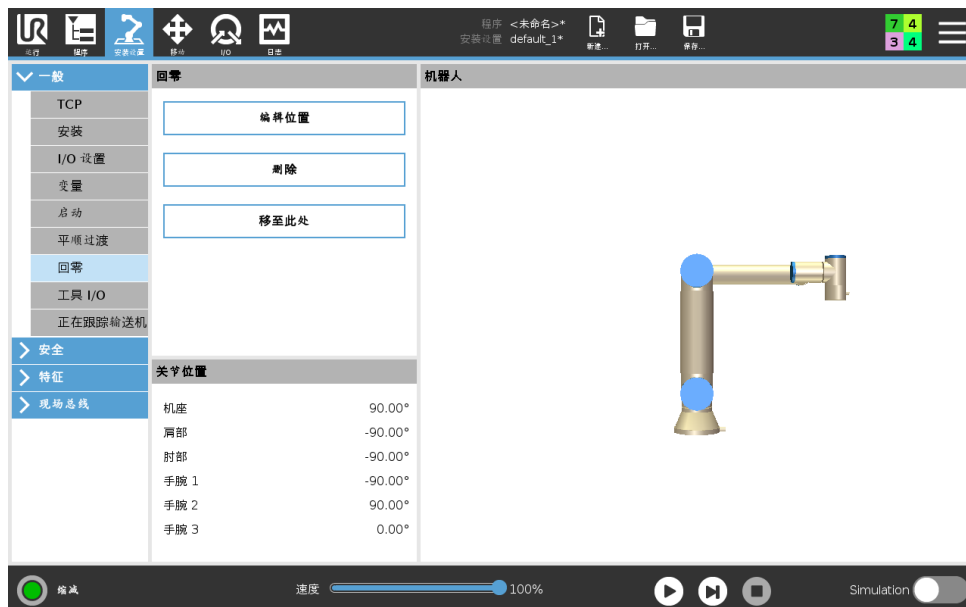 UR
运行
程序
安装设置
移动
I/O
日志
程序 <未命名>*
安装设置 default_1*
新建...
打开...
保存...
7 4
3 4
一般
TCP
安装
I/O 设置
变量
启动
平顺过渡
回零
工具 I/O
正在跟踪输送机
安全
特征
现场总线
回零
编辑位置
删除
移至此处
关节位置
机座 90.00°
肩部 -90.00°
肘部 -90.00°
手腕 1 -90.00°
手腕 2 90.00°
手腕 3 0.00°
机器人
缩减
速度 100%
Simulation